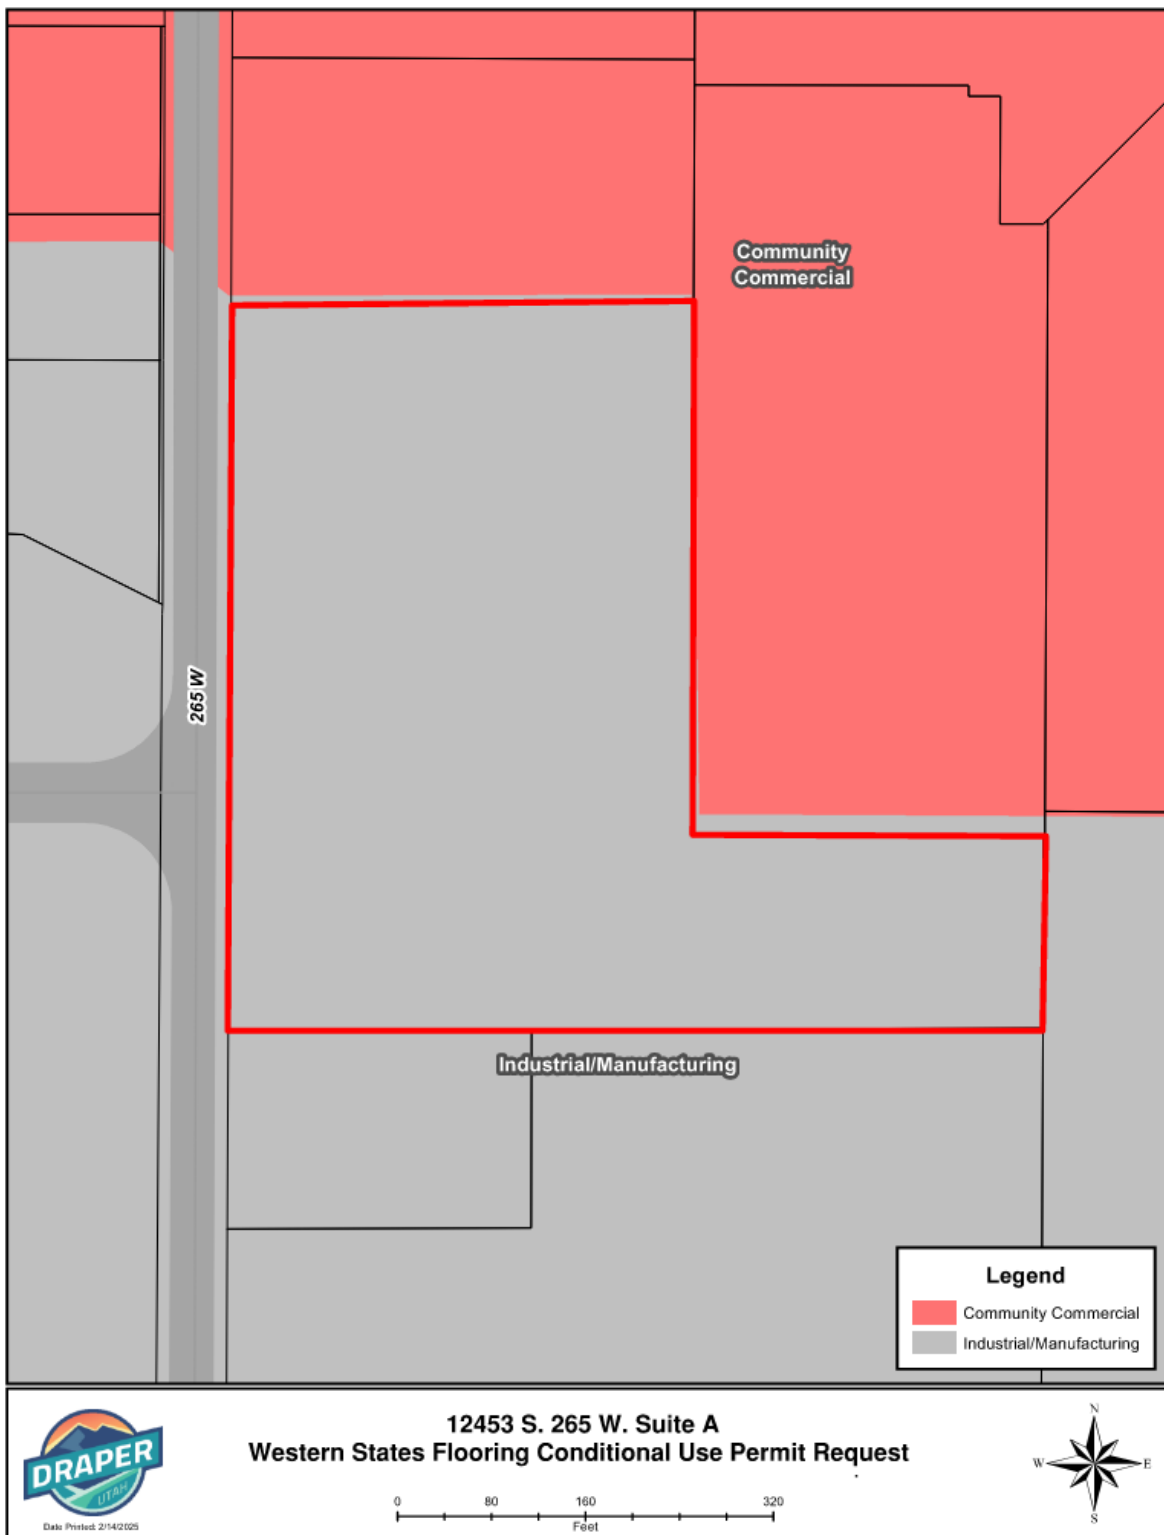 Community
Commercial
265 W
Industrial/Manufacturing
Legend
Community Commercial
Industrial/Manufacturing
DRAPER
UTAH
Date Printed: 2/14/2025
12453 S. 265 W. Suite A
Western States Flooring Conditional Use Permit Request
0 80 160 320
Feet
N
W E
S